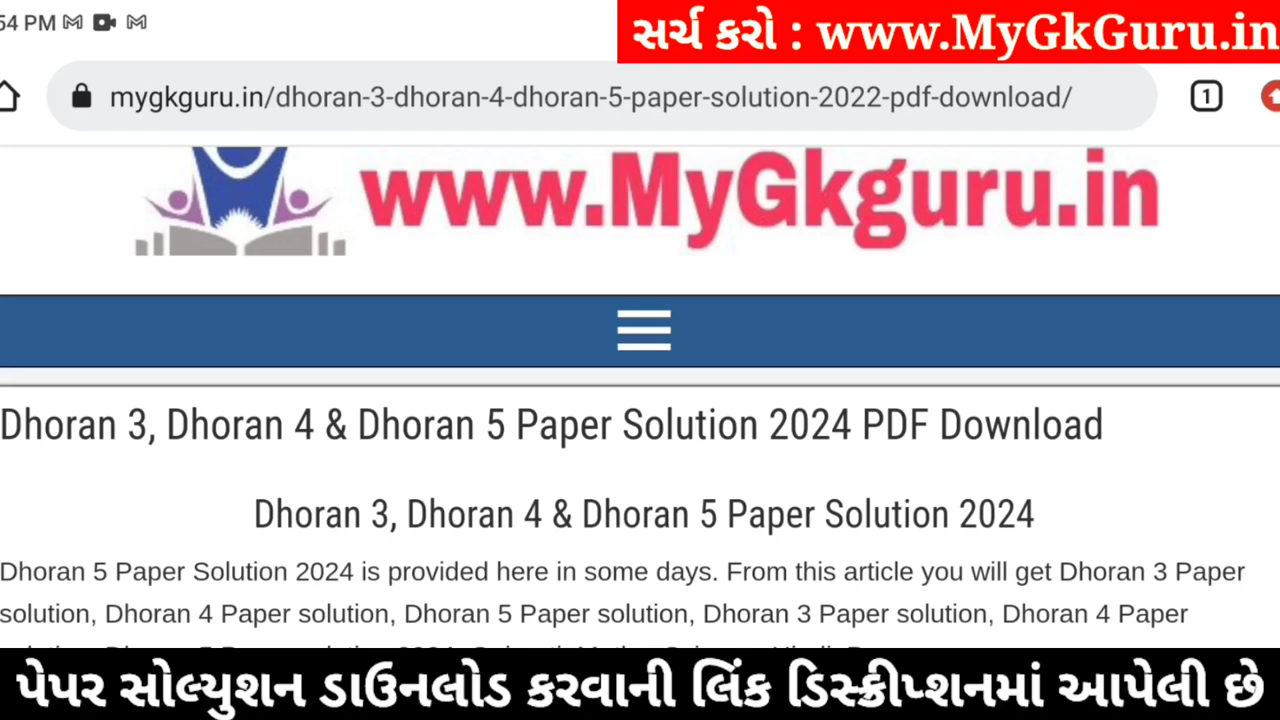 54 PM
સર્ચ કરો : www.MyGkGuru.in
mygkguru.in/dhoran-3-dhoran-4-dhoran-5-paper-solution-2022-pdf-download/
1
www.MyGkguru.in
Dhoran 3, Dhoran 4 & Dhoran 5 Paper Solution 2024 PDF Download
Dhoran 3, Dhoran 4 & Dhoran 5 Paper Solution 2024
Dhoran 5 Paper Solution 2024 is provided here in some days. From this article you will get Dhoran 3 Paper
solution, Dhoran 4 Paper solution, Dhoran 5 Paper solution, Dhoran 3 Paper solution, Dhoran 4 Paper
પેપર સોલ્યુશન ડાઉનલોડ કરવાની લિંક ડિસ્ક્રીપ્શનમાં આપેલી છે